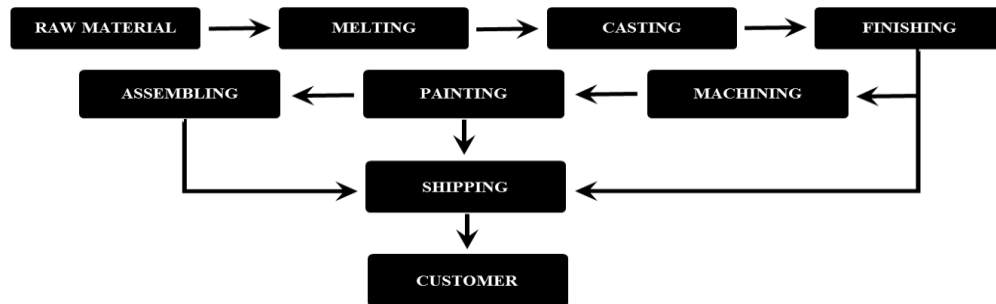 RAW MATERIAL
MELTING
CASTING
FINISHING
ASSEMBLING
PAINTING
MACHINING
SHIPPING
CUSTOMER